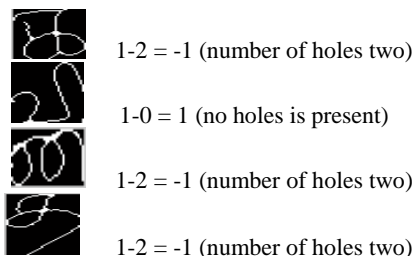 1-2 = -1 (number of holes two)
1-0 = 1 (no holes is present)
1-2 = -1 (number of holes two)
1-2 = -1 (number of holes two)